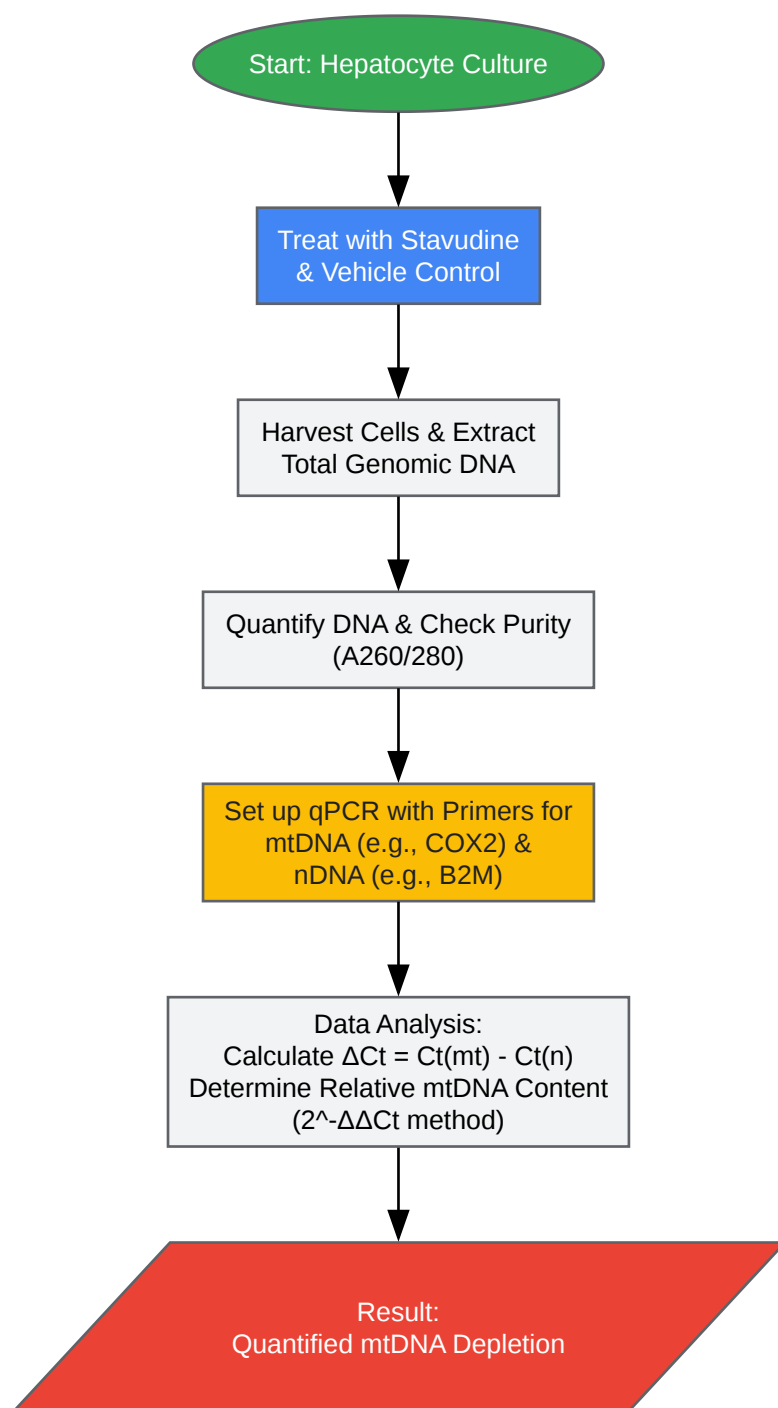 Start: Hepatocyte Culture
Treat with Stavudine
& Vehicle Control
Harvest Cells & Extract
Total Genomic DNA
Quantify DNA & Check Purity
(A260/280)
Set up qPCR with Primers for
mtDNA (e.g., COX2) &
nDNA (e.g., B2M)
Data Analysis:
Calculate ΔCt = Ct(mt) - Ct(n)
Determine Relative mtDNA Content
(2^-ΔΔCt method)
Result:
Quantified mtDNA Depletion